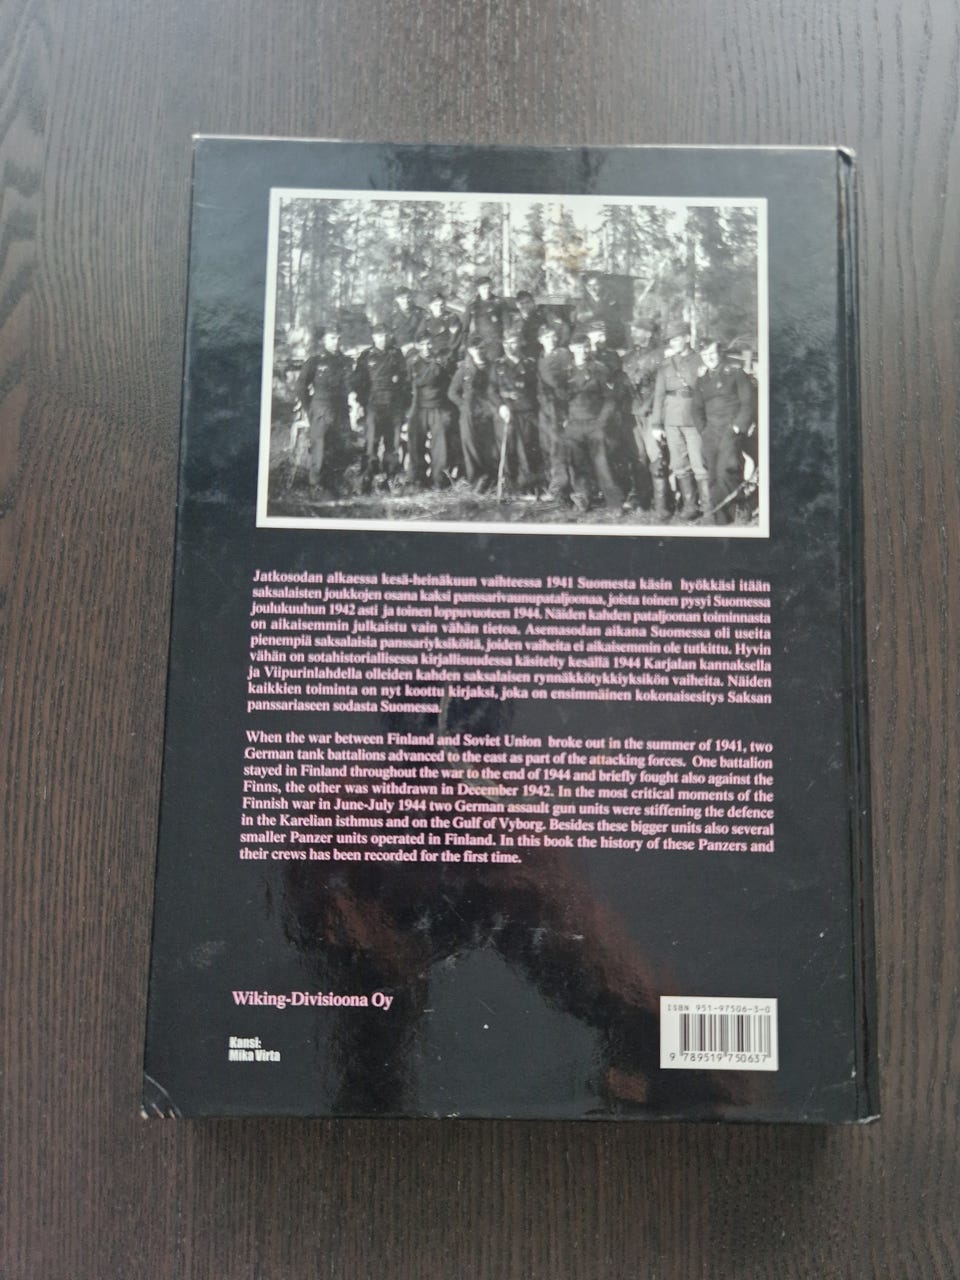 Jatkosodan alkaessa kesä-heinäkuun vaihteessa 1941 Suomesta käsin hyökkäsi itään
saksalaisten joukkojen osana kaksi panssarivaunupataljoonaa, joista toinen pysyi Suomessa
joulukuuhun 1942 asti ja toinen loppuvuoteen 1944. Näiden kahden pataljoonan toiminnasta
on aikaisemmin julkaistu vain vähän tietoa. Asemasodan aikana Suomessa oli useita
pienempiä saksalaisia panssariyksiköitä, joiden vaiheita ei aikaisemmin ole tutkittu. Hyvin
vähän on sotahistoriallisessa kirjallisuudessa käsitelty kesällä 1944 Karjalan kannaksella
ja Viipurinlahdella olleiden kahden saksalaisen rynnäkkötykkiyksikön vaiheita. Näiden
kaikkien toiminta on nyt koottu kirjaksi, joka on ensimmäinen kokonaisesitys Saksan
panssariaseen sodasta Suomessa.
When the war between Finland and Soviet Union broke out in the summer of 1941, two
German tank battalions advanced to the east as part of the attacking forces. One battalion
stayed in Finland throughout the war to the end of 1944 and briefly fought also against the
Finns, the other was withdrawn in December 1942. In the most critical moments of the
Finnish war in June-July 1944 two German assault gun units were stiffening the defence
in the Karelian isthmus and on the Gulf of Vyborg. Besides these bigger units also several
smaller Panzer units operated in Finland. In this book the history of these Panzers and
their crews has been recorded for the first time.
Wiking-Divisioona Oy
Kansi:
Mika Virta
ISBN 951-97506-3-0
9 789519 750637